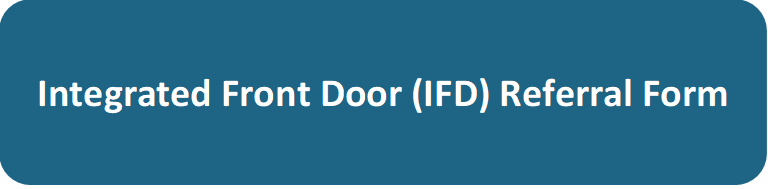 Integrated Front Door (IFD) Referral Form